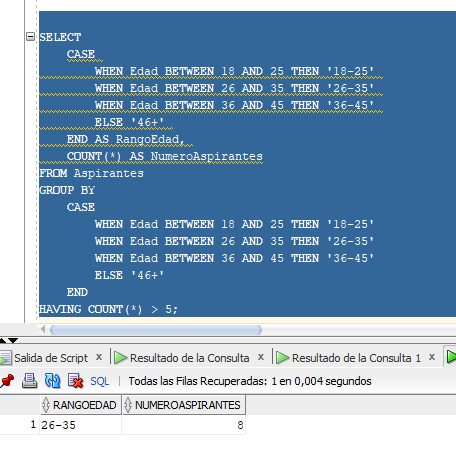 SELECT
CASE
WHEN Edad BETWEEN 18 AND 25 THEN '18-25'
WHEN Edad BETWEEN 26 AND 35 THEN '26-35'
WHEN Edad BETWEEN 36 AND 45 THEN '36-45'
ELSE '46+'
END AS RangoEdad,
COUNT(*) AS NumeroAspirantes
FROM Aspirantes
GROUP BY
CASE
WHEN Edad BETWEEN 18 AND 25 THEN '18-25'
WHEN Edad BETWEEN 26 AND 35 THEN '26-35'
WHEN Edad BETWEEN 36 AND 45 THEN '36-45'
ELSE '46+'
END
HAVING COUNT(*) > 5;
Salida de Script x Resultado de la Consulta x Resultado de la Consulta 1 x
SQL | Todas las Filas Recuperadas: 1 en 0,004 segundos
RANGOEDAD NUMEROASPIRANTES
1 26-35 8